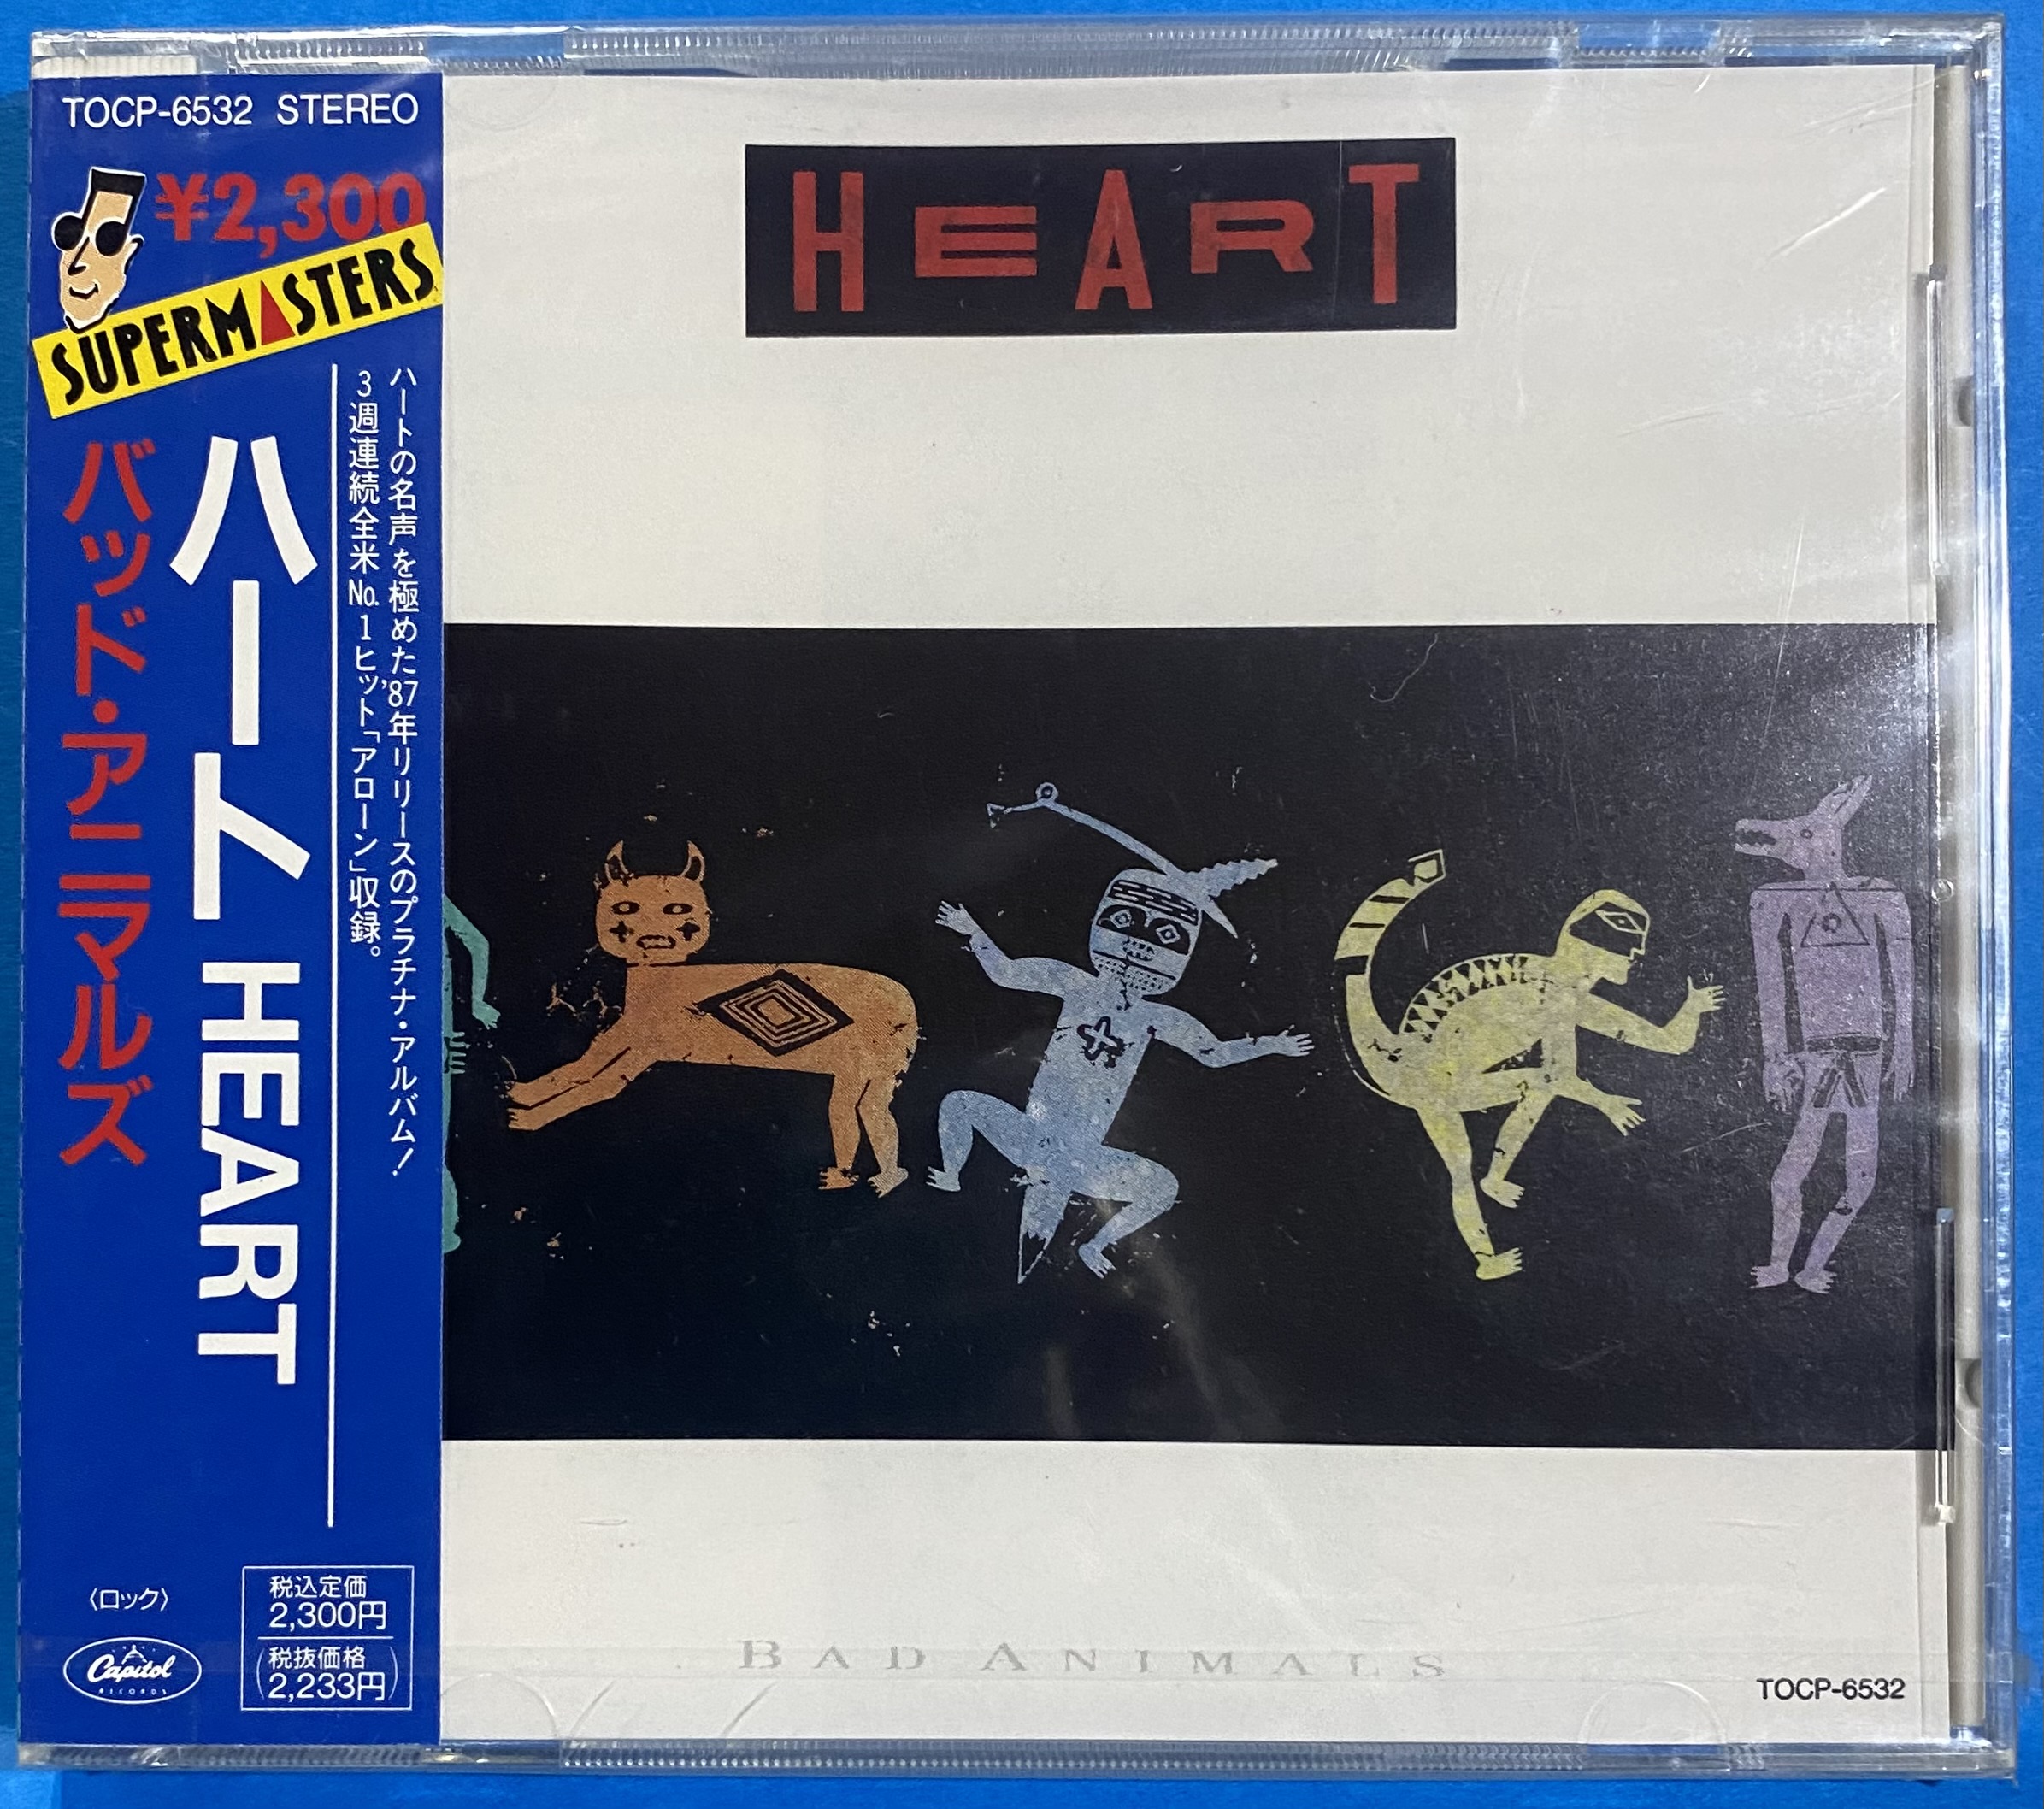 TOCP-6532 STEREO
¥2,300
SUPERMASTERS
ハートの名声を極めた'87年リリースのプラチナ・アルバム!
3週連続全米No.1ヒット「アローン」収録。
ハート HEART
バッド・アニマルズ
〈ロック〉
Capitol
RECORDS
税込定価
2,300円
(税抜価格
2,233円)
HEART
BAD ANIMALS
TOCP-6532